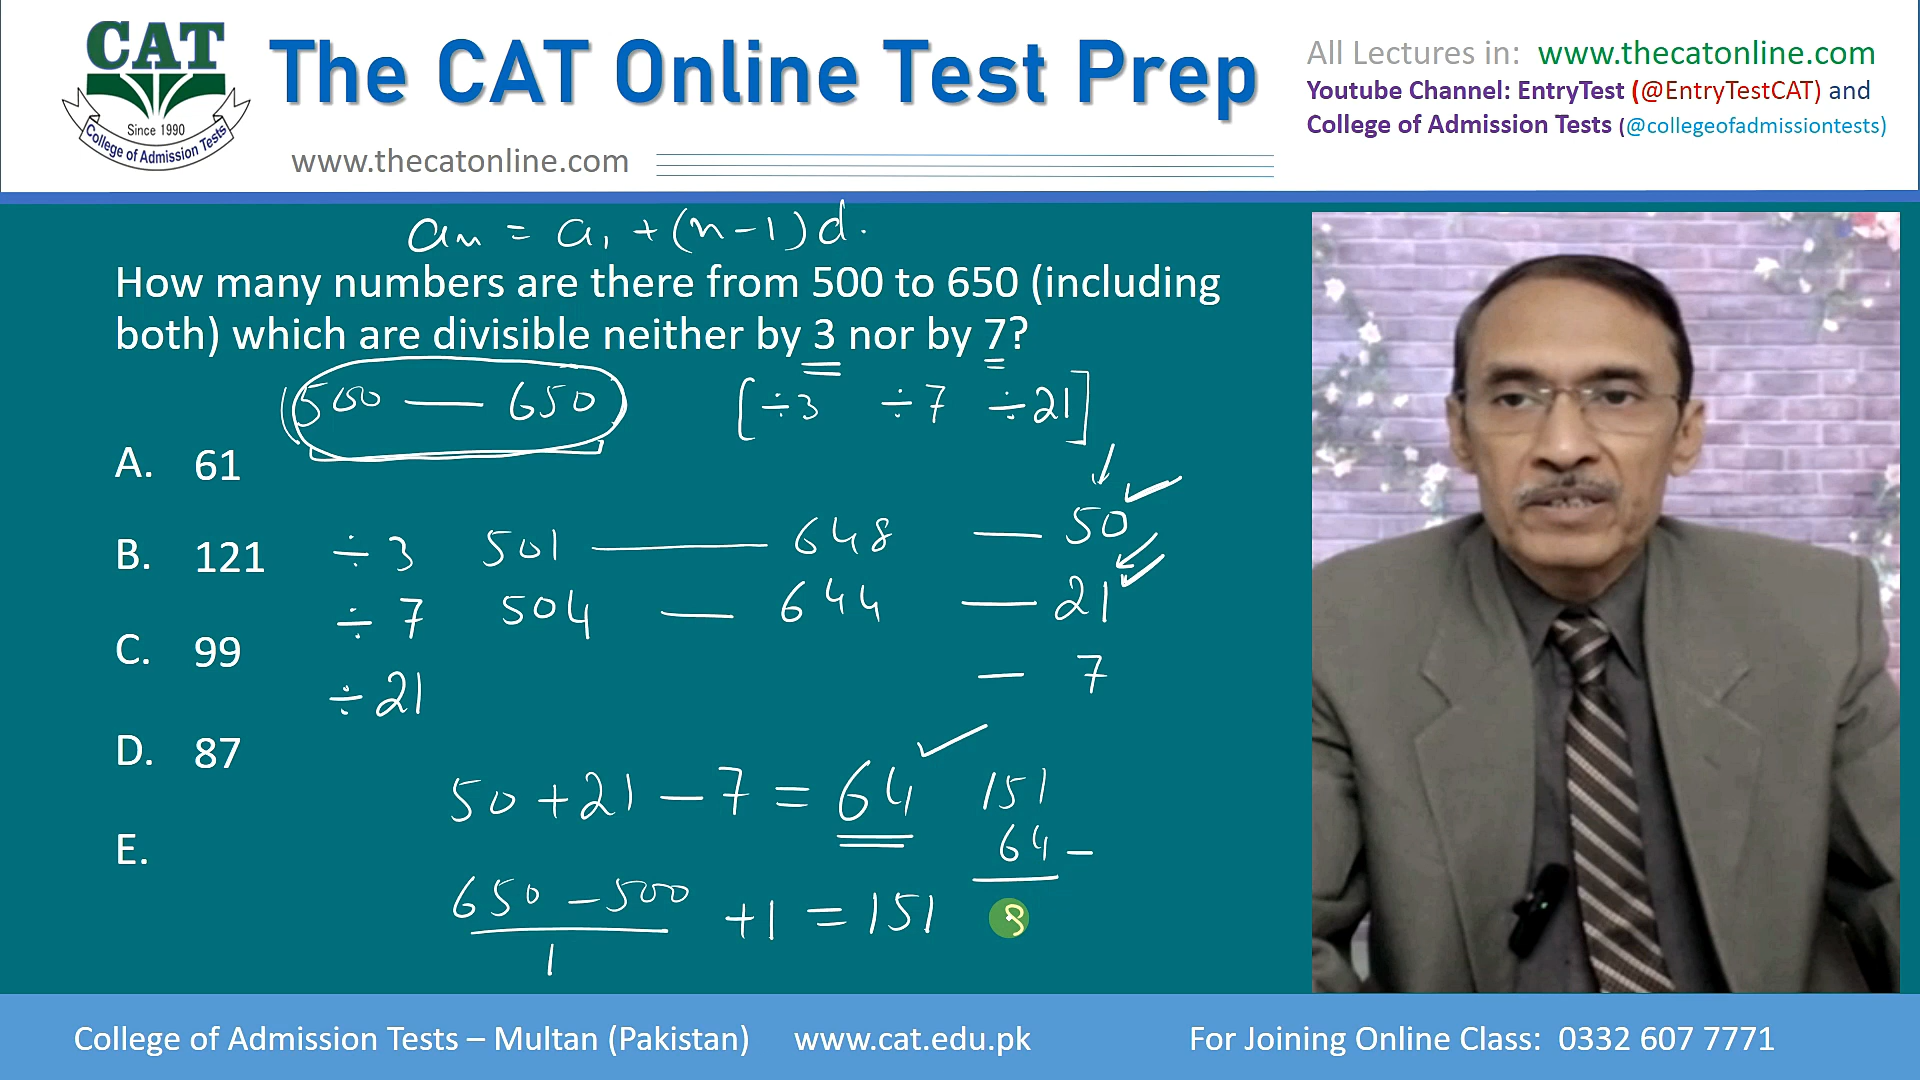 CAT
Since 1990
College of Admission Tests
The CAT Online Test Prep
www.thecatonline.com
All Lectures in: www.thecatonline.com
Youtube Channel: EntryTest (@EntryTestCAT) and
College of Admission Tests (@collegeofadmissiontests)
an = a1 + (n-1)d.
How many numbers are there from 500 to 650 (including
both) which are divisible neither by 3 nor by 7?
500 — 650 [÷3 ÷7 ÷21]
A. 61
B. 121
÷3 501 — 648 — 50
÷7 504 — 644 — 21
C. 99
÷21 — 7
D. 87
50 + 21 - 7 = 64
151
64 -
8
E.
650 - 500 / 1 + 1 = 151
College of Admission Tests – Multan (Pakistan) www.cat.edu.pk For Joining Online Class: 0332 607 7771